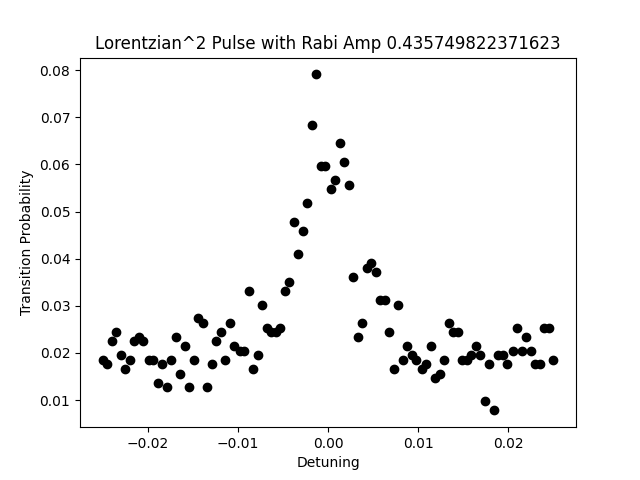 Lorentzian^2 Pulse with Rabi Amp 0.435749822371623
0.08
0.07
0.06
0.05
0.04
0.03
0.02
0.01
Transition Probability
−0.02 −0.01 0.00 0.01 0.02
Detuning